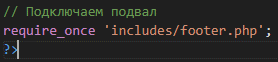 // Подключаем подвал
require_once 'includes/footer.php';
?>